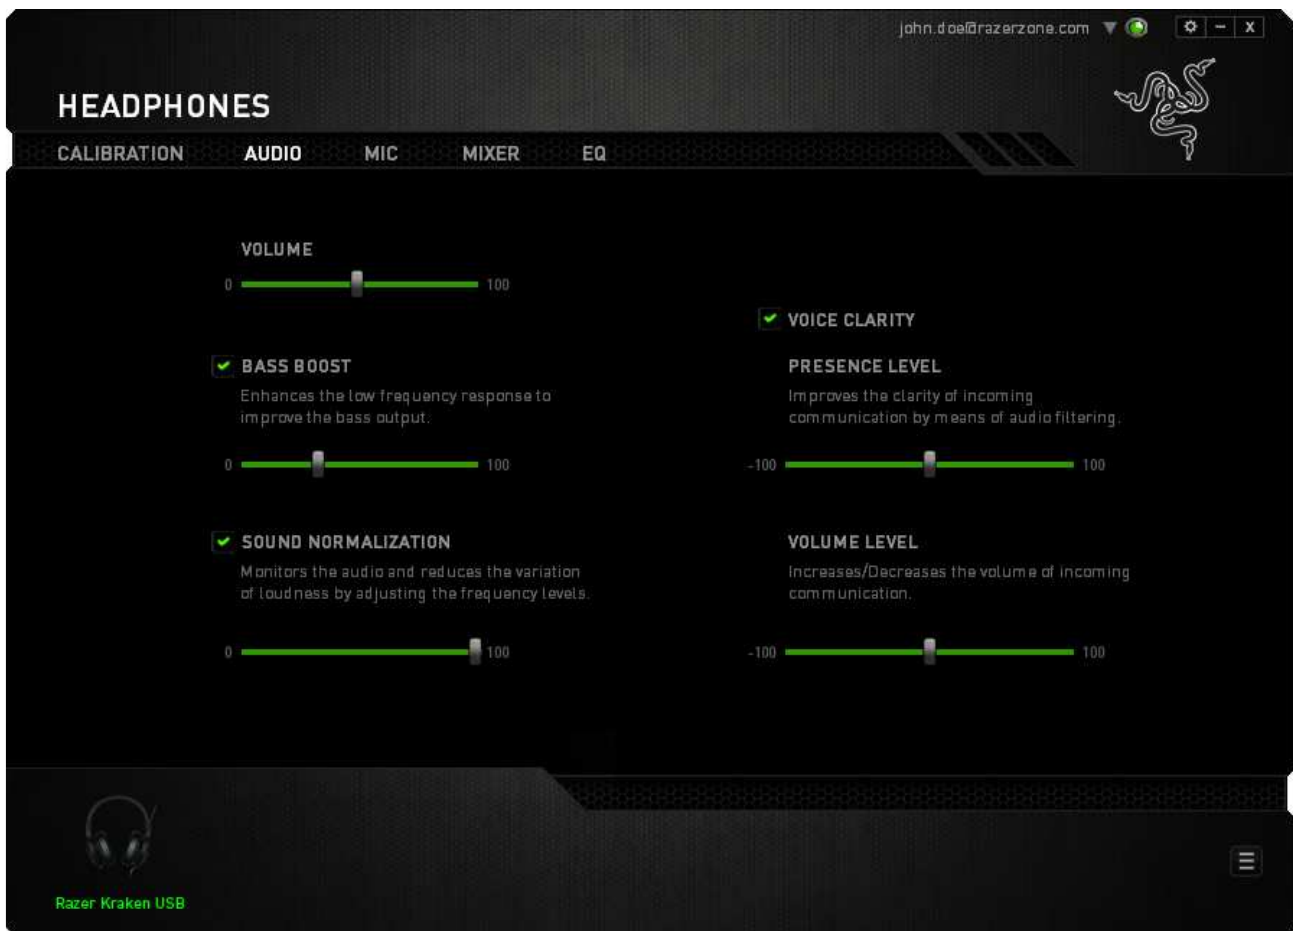 john.doe@razerzone.com
X
HEADPHONES
CALIBRATION AUDIO MIC MIXER EQ
VOLUME
0 100
BASS BOOST
Enhances the low frequency response to
improve the bass output.
0 100
SOUND NORMALIZATION
Monitors the audio and reduces the variation
of loudness by adjusting the frequency levels.
0 100
VOICE CLARITY
PRESENCE LEVEL
Improves the clarity of incoming
communication by means of audio filtering.
-100 100
VOLUME LEVEL
Increases/Decreases the volume of incoming
communication.
-100 100
Razer Kraken USB